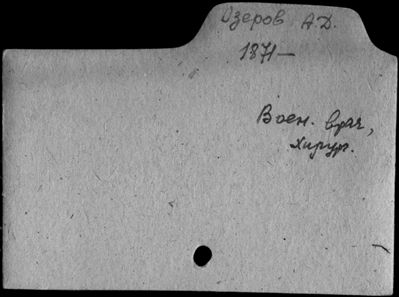 Озеров А.Д.
1871—
Воен. врач,
хирург.